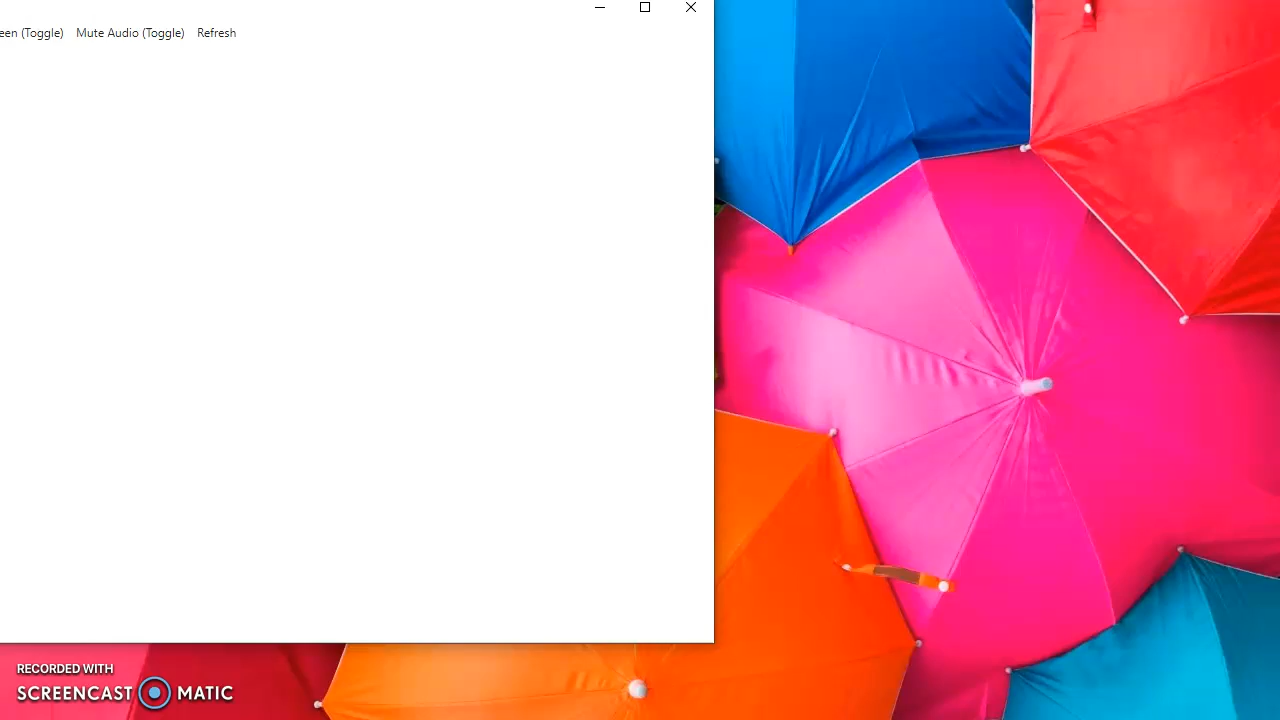 een (Toggle) Mute Audio (Toggle) Refresh
RECORDED WITH
SCREENCAST MATIC